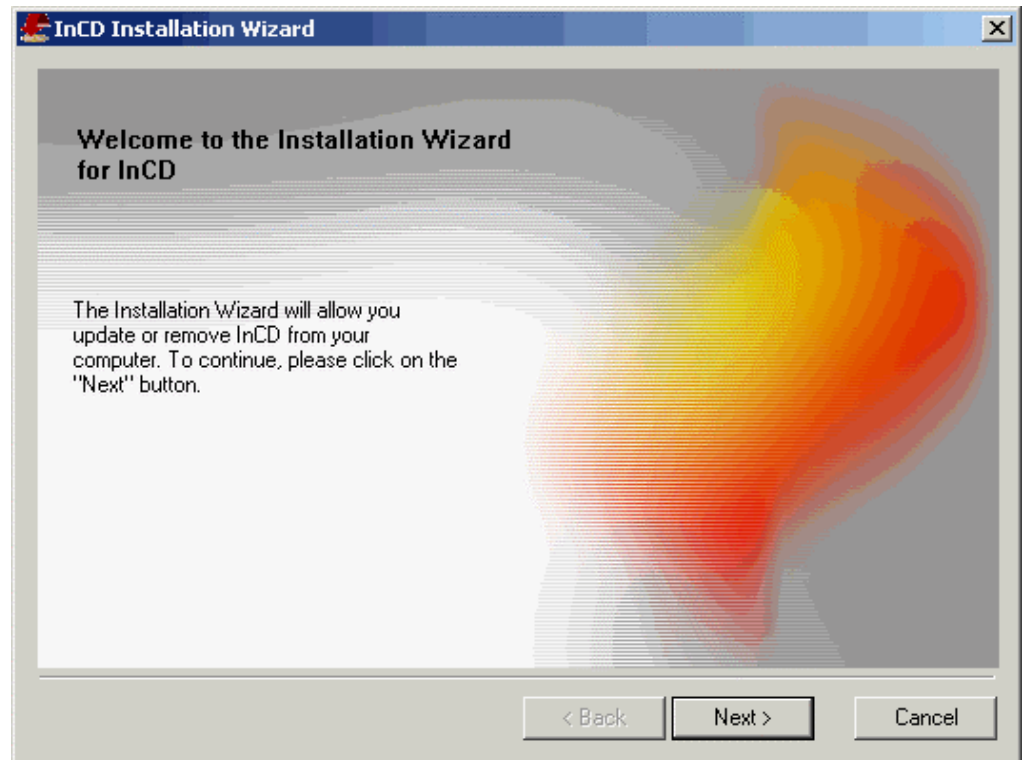 InCD Installation Wizard
Welcome to the Installation Wizard
for InCD
The Installation Wizard will allow you
update or remove InCD from your
computer. To continue, please click on the
"Next" button.
< Back
Next >
Cancel